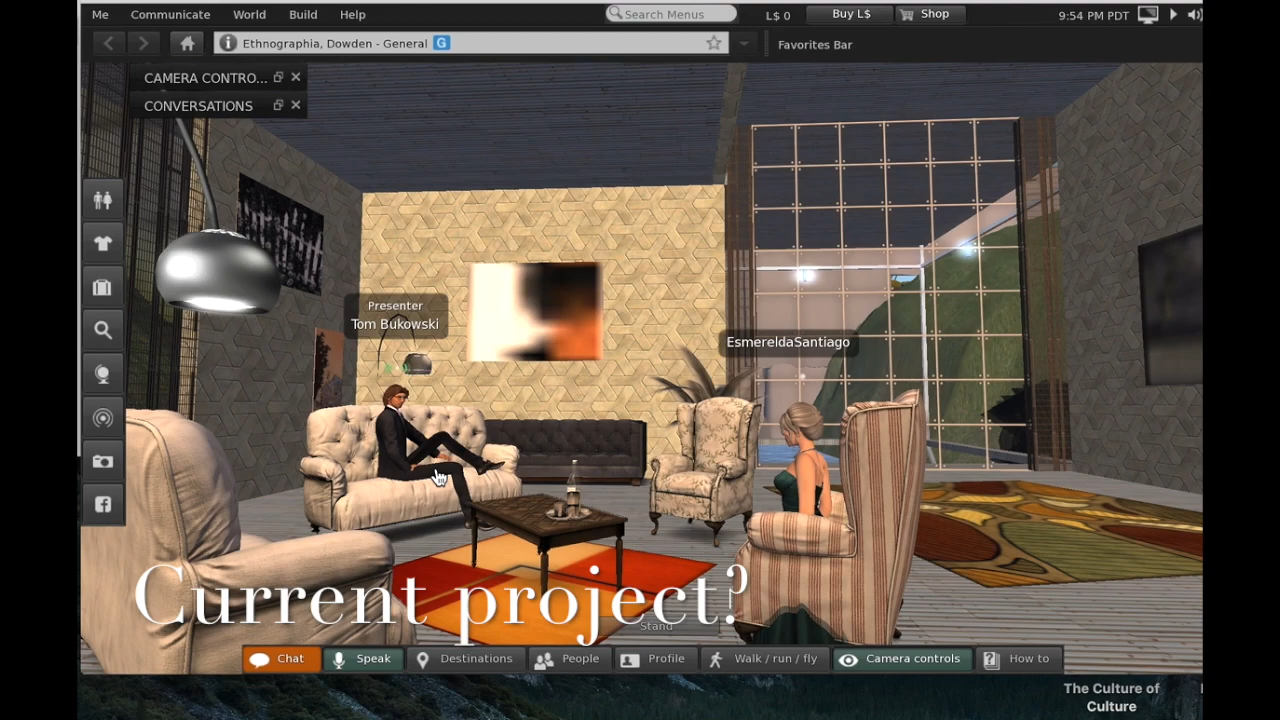 Me Communicate World Build Help Search Menus L$ 0 Buy L$ Shop 9:54 PM PDT
Ethnographia, Dowden - General G Favorites Bar
CAMERA CONTRO...
CONVERSATIONS
Presenter
Tom Bukowski
EsmereldaSantiago
Current project?
Stand
Chat Speak Destinations People Profile Walk / run / fly Camera controls How to
The Culture of
Culture